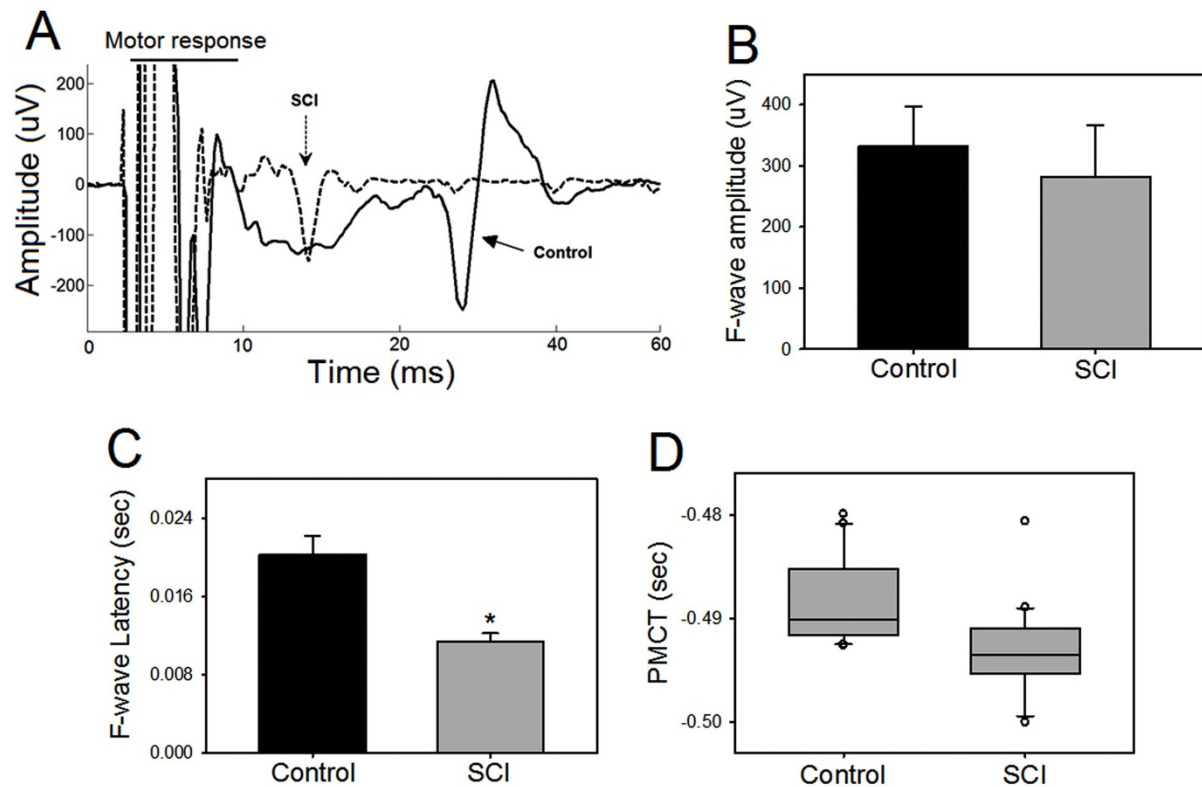 A
Motor response
Amplitude (uV)
200
100
0
-100
-200
SCI
Control
0 10 20 40 60
Time (ms)
B
F-wave amplitude (uV)
400
300
200
100
0
Control SCI
C
F-wave Latency (sec)
0.024
0.016
0.008
0.000
*
Control SCI
D
PMCT (sec)
-0.48
-0.49
-0.50
Control SCI